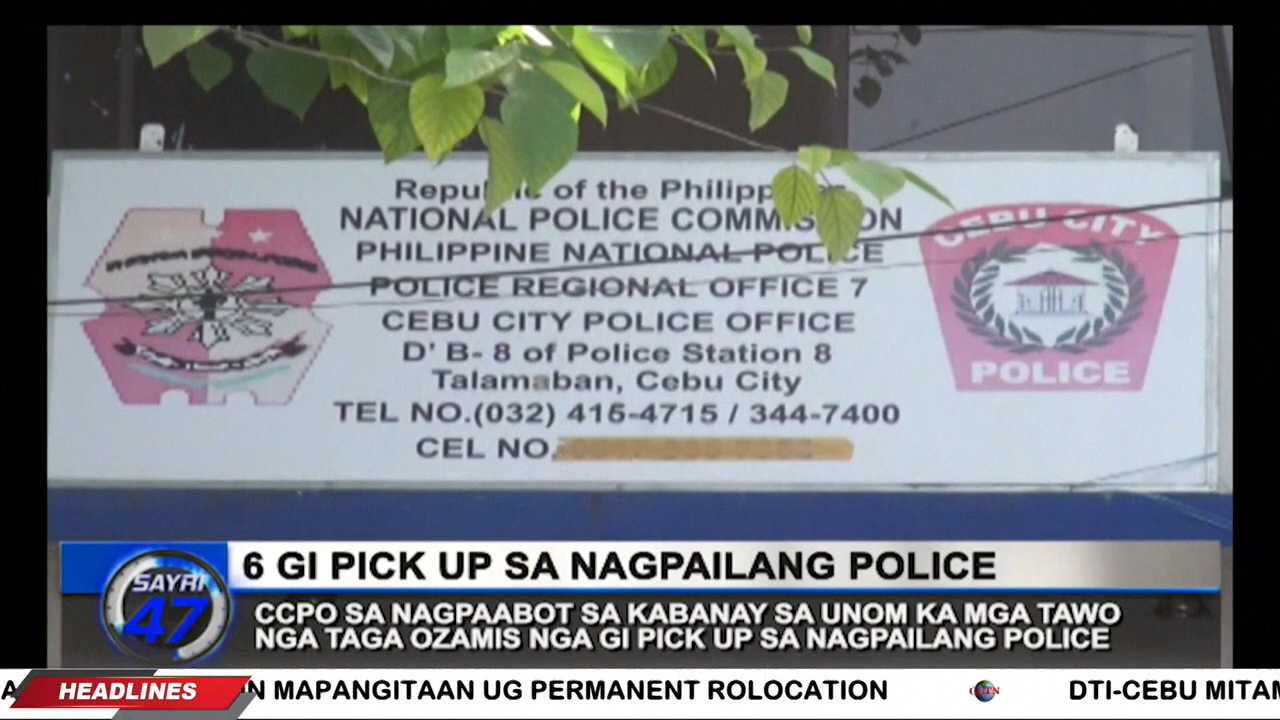 Republic of the Philippines
NATIONAL POLICE COMMISSION
PHILIPPINE NATIONAL POLICE
POLICE REGIONAL OFFICE 7
CEBU CITY POLICE OFFICE
D' B- 8 of Police Station 8
Talamaban, Cebu City
TEL NO.(032) 415-4715 / 344-7400
CEL NO.
CEBU CITY
POLICE
6 GI PICK UP SA NAGPAILANG POLICE
SAYRI
47
CCPO SA NAGPAABOT SA KABANAY SA UNOM KA MGA TAWO
NGA TAGA OZAMIS NGA GI PICK UP SA NAGPAILANG POLICE
HEADLINES
MAPANGITAAN UG PERMANENT ROLOCATION
CCTN
DTI-CEBU